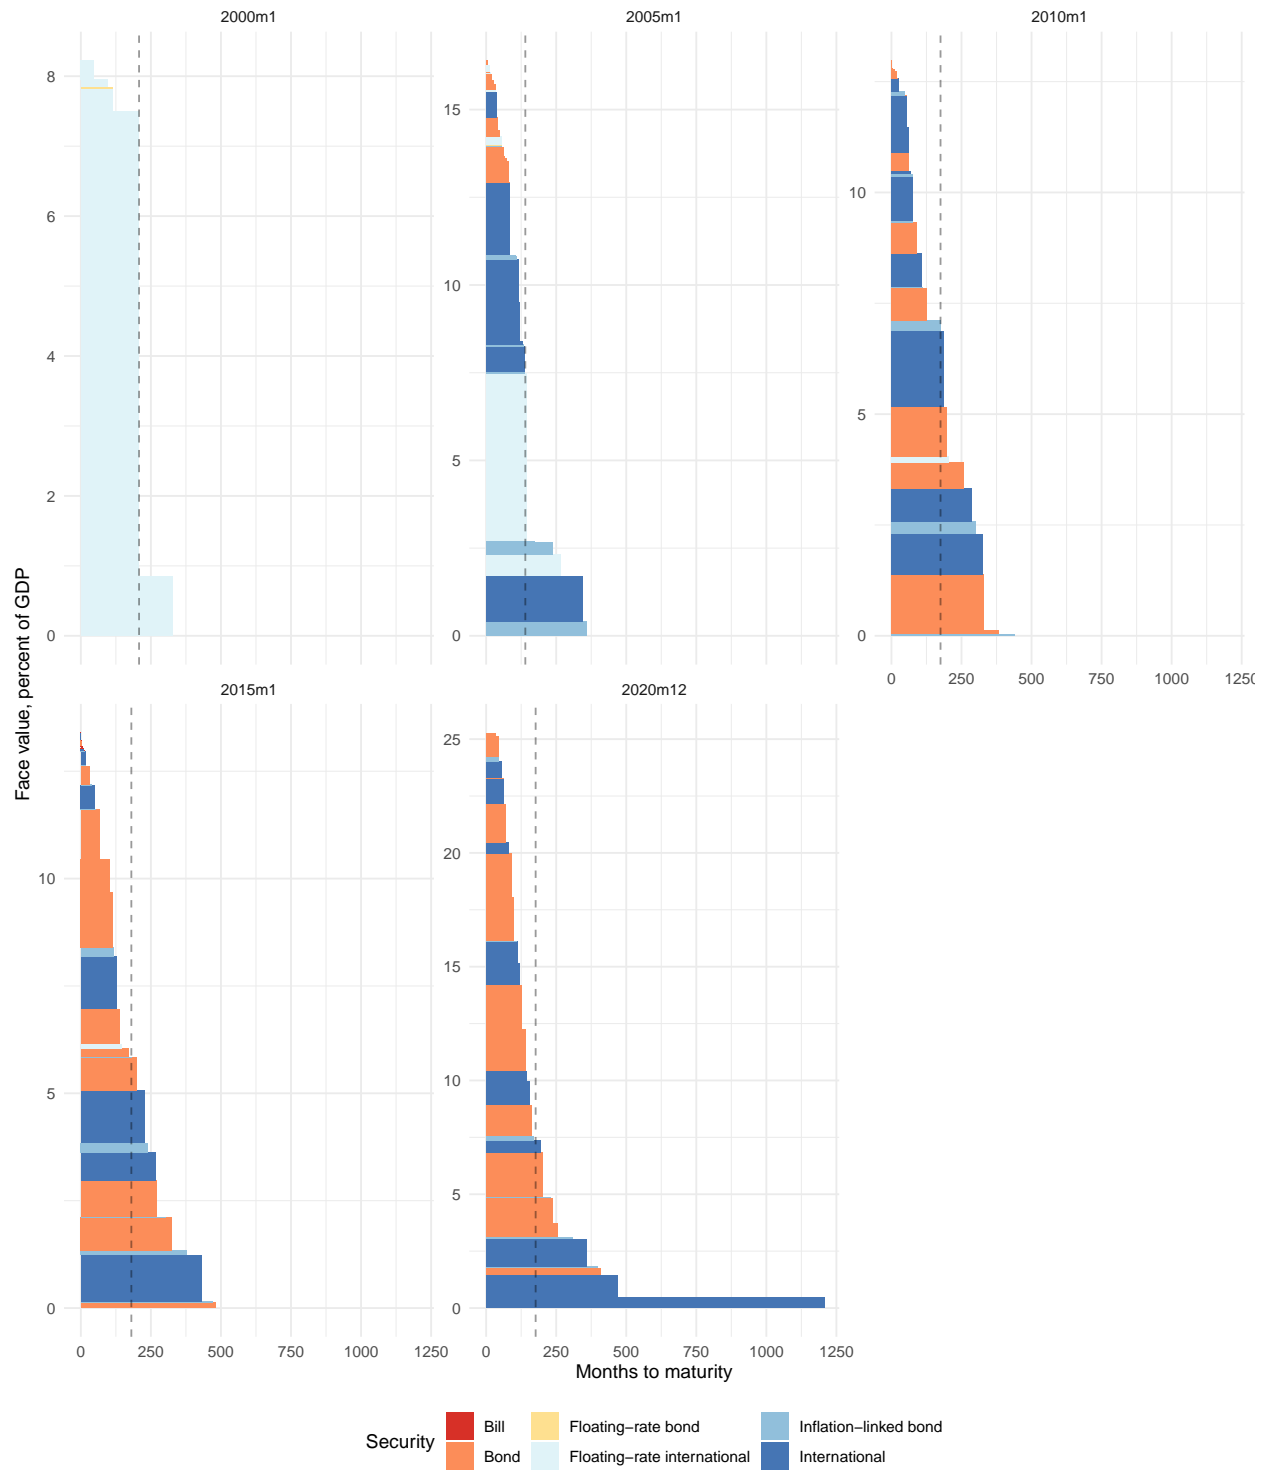 2000m1
2005m1
2010m1
8
6
4
2
0
15
10
5
0
10
5
0
0 250 500 750 1000 125
2015m1
2020m12
10
5
0
25
20
15
10
5
0
0 250 500 750 1000 1250
0 250 500 750 1000 1250
Face value, percent of GDP
Months to maturity
Security
Bill
Floating−rate bond
Inflation−linked bond
Bond
Floating−rate international
International